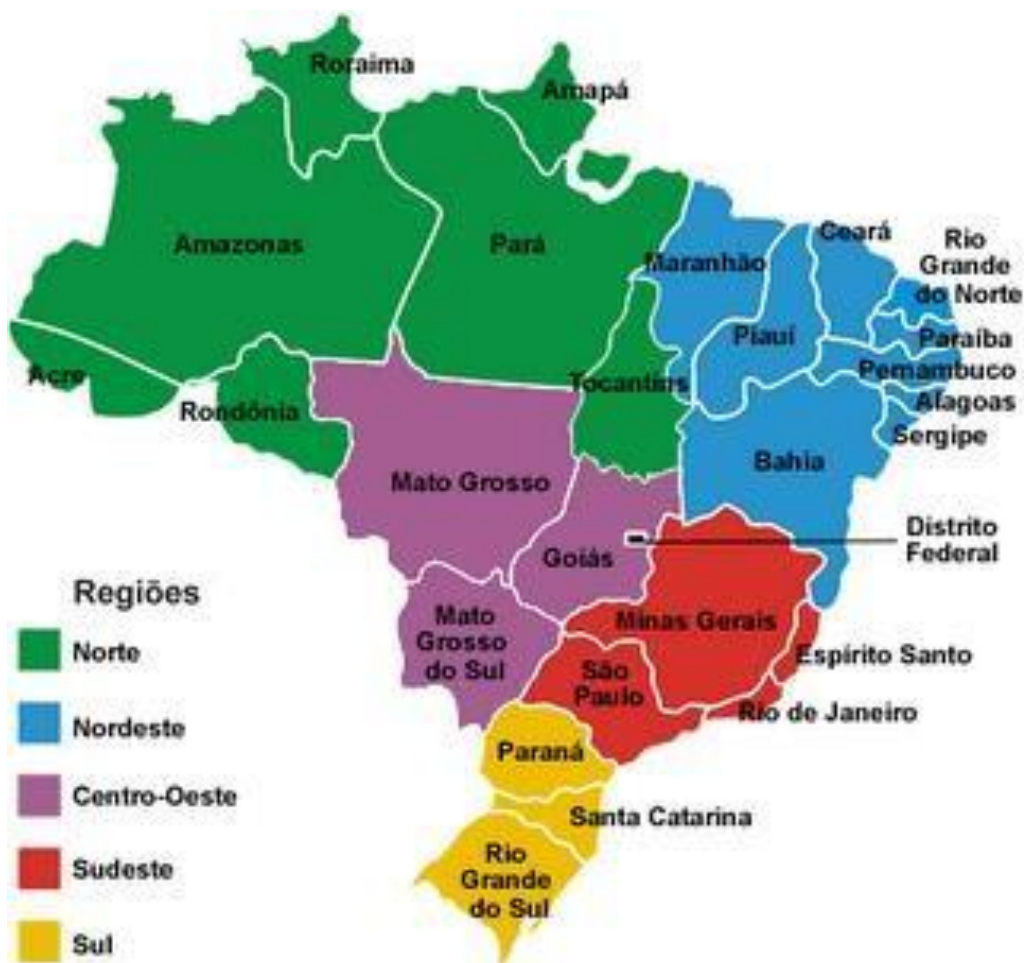 Roraima
Amapá
Amazonas
Pará
Maranhão
Ceará
Rio
Grande
do Norte
Piauí
Paraíba
Pernambuco
Alagoas
Sergipe
Acre
Rondônia
Tocantins
Bahia
Mato Grosso
Distrito
Federal
Goiás
Mato
Grosso
do Sul
Minas Gerais
Espírito Santo
São
Paulo
Rio de Janeiro
Paraná
Santa Catarina
Rio
Grande
do Sul
Regiões
Norte
Nordeste
Centro-Oeste
Sudeste
Sul